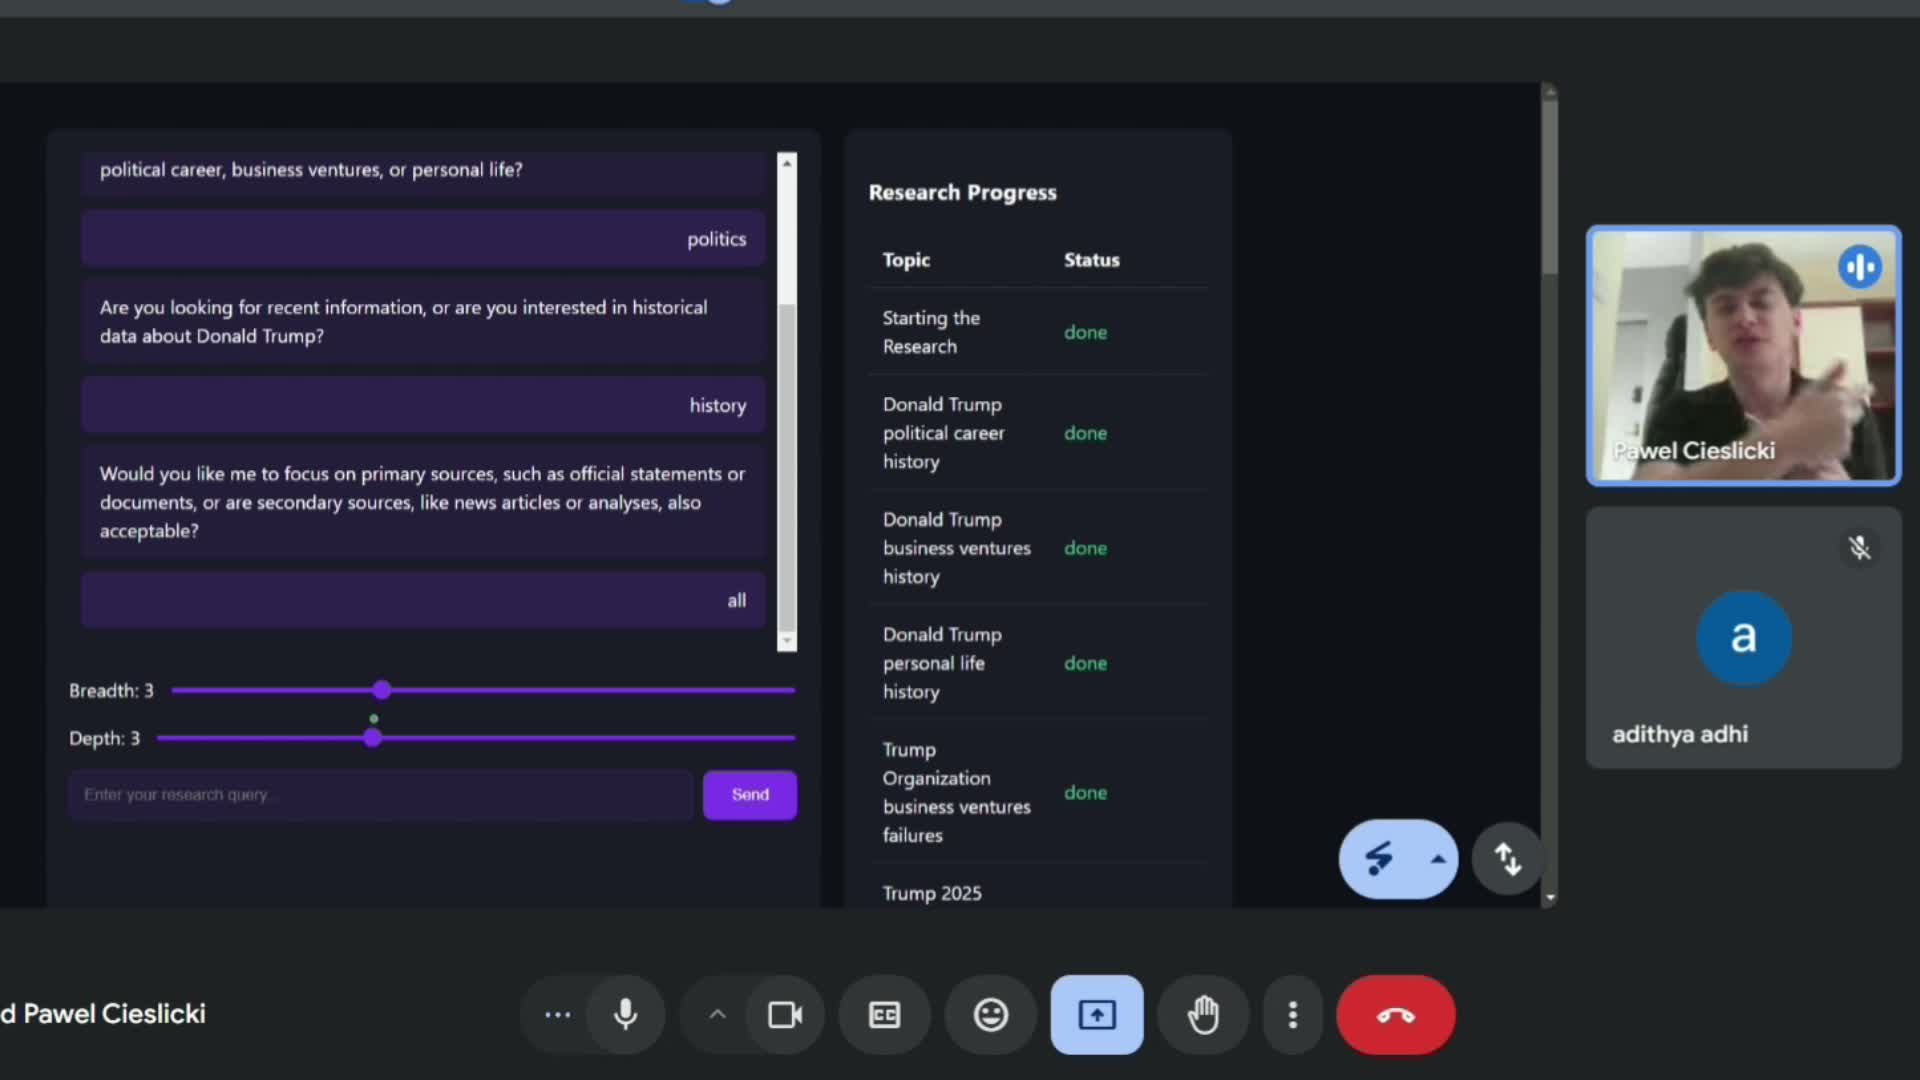 political career, business ventures, or personal life?
politics
Are you looking for recent information, or are you interested in historical
data about Donald Trump?
history
Would you like me to focus on primary sources, such as official statements or
documents, or are secondary sources, like news articles or analyses, also
acceptable?
all
Breadth: 3
Depth: 3
Enter your research query...
Send
Research Progress
Topic Status
Starting the
Research
done
Donald Trump
political career
history
done
Donald Trump
business ventures
history
done
Donald Trump
personal life
history
done
Trump
Organization
business ventures
failures
done
Trump 2025
Pawel Cieslicki
a
adithya adhi
d Pawel Cieslicki
CC